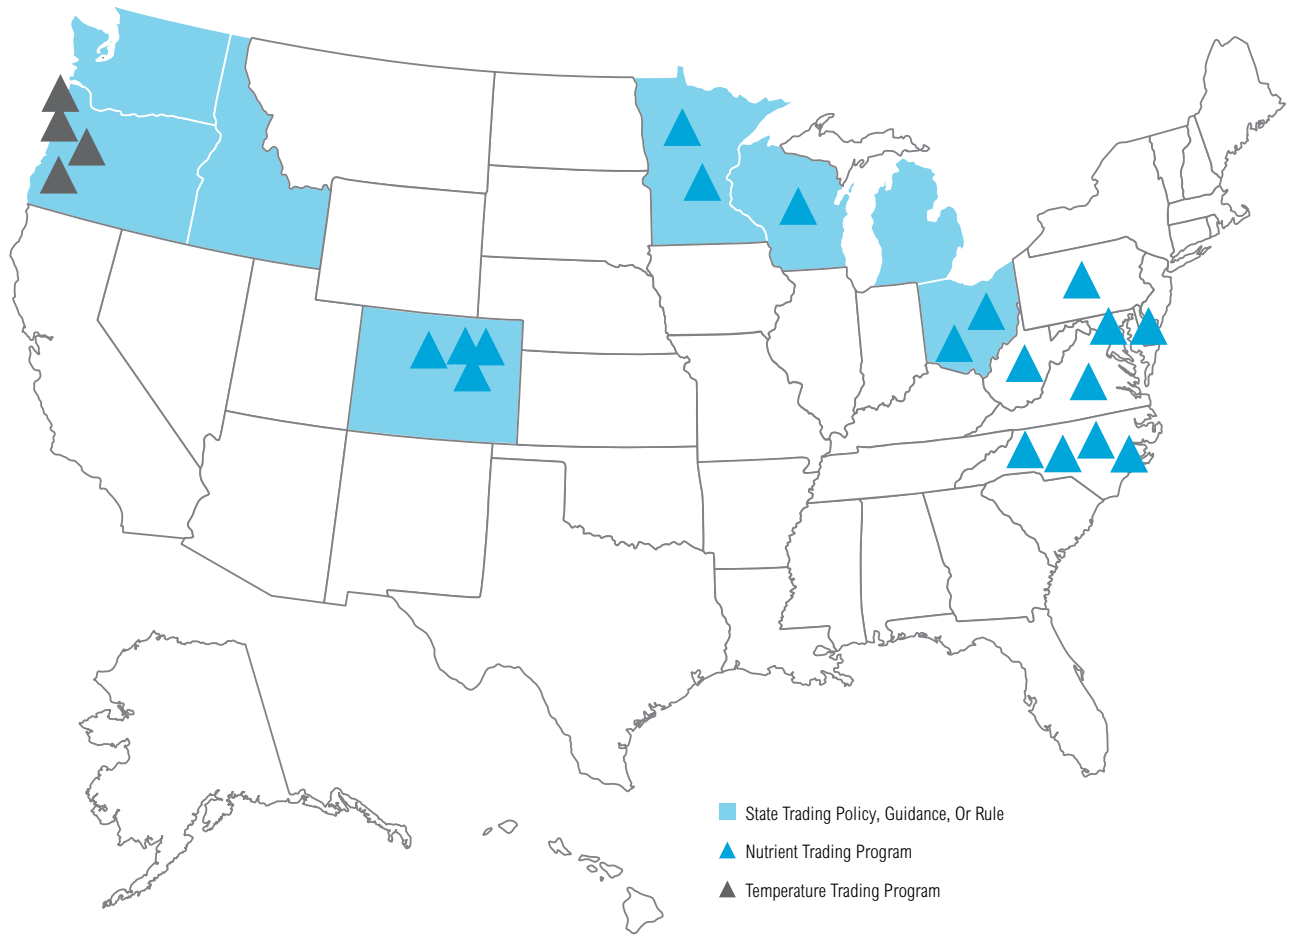 State Trading Policy, Guidance, Or Rule
Nutrient Trading Program
Temperature Trading Program